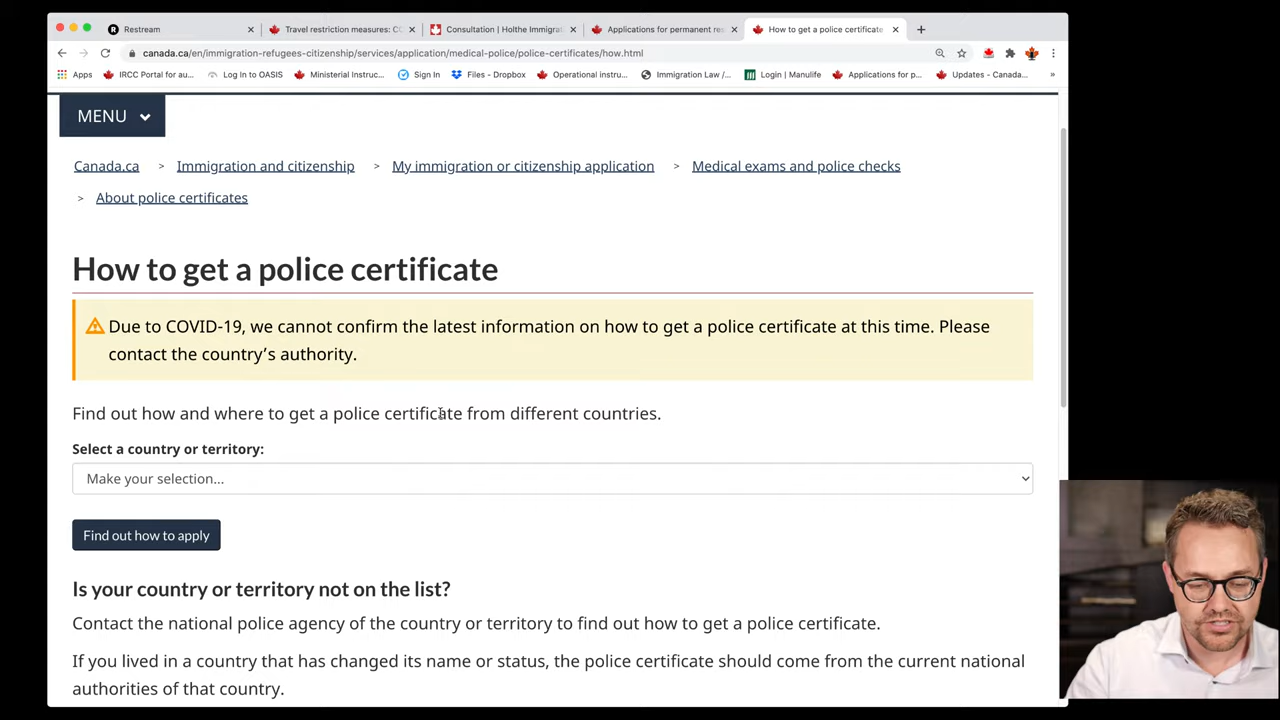 Restream
Travel restriction measures: CO
Consultation | Holthe Immigrat
Applications for permanent res
How to get a police certificate
canada.ca/en/immigration-refugees-citizenship/services/application/medical-police/police-certificates/how.html
Apps
IRCC Portal for au...
Log In to OASIS
Ministerial Instruc...
Sign In
Files - Dropbox
Operational instru...
Immigration Law /...
Login | Manulife
Applications for p...
Updates - Canada...
»
MENU
Canada.ca > Immigration and citizenship > My immigration or citizenship application > Medical exams and police checks
> About police certificates
How to get a police certificate
Due to COVID-19, we cannot confirm the latest information on how to get a police certificate at this time. Please
contact the country's authority.
Find out how and where to get a police certificate from different countries.
Select a country or territory:
Make your selection...
Find out how to apply
Is your country or territory not on the list?
Contact the national police agency of the country or territory to find out how to get a police certificate.
If you lived in a country that has changed its name or status, the police certificate should come from the current national
authorities of that country.